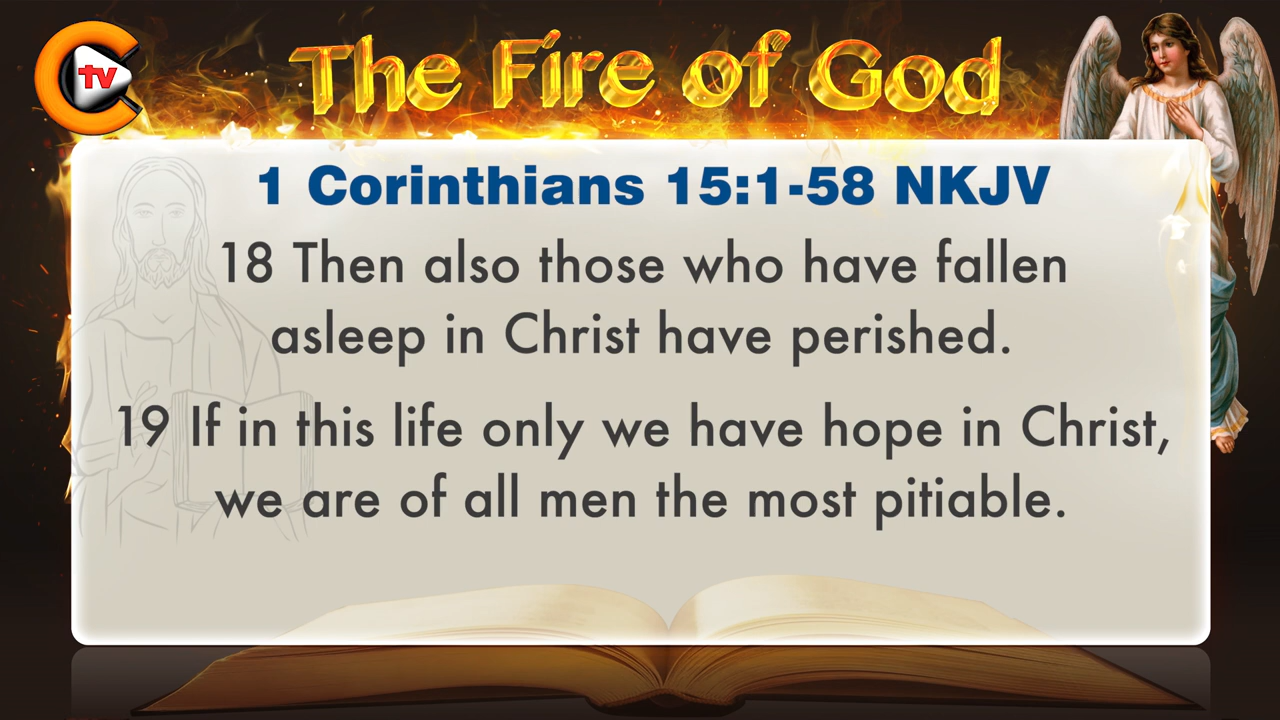 tv
The Fire of God
1 Corinthians 15:1-58 NKJV
18 Then also those who have fallen
asleep in Christ have perished.
19 If in this life only we have hope in Christ,
we are of all men the most pitiable.